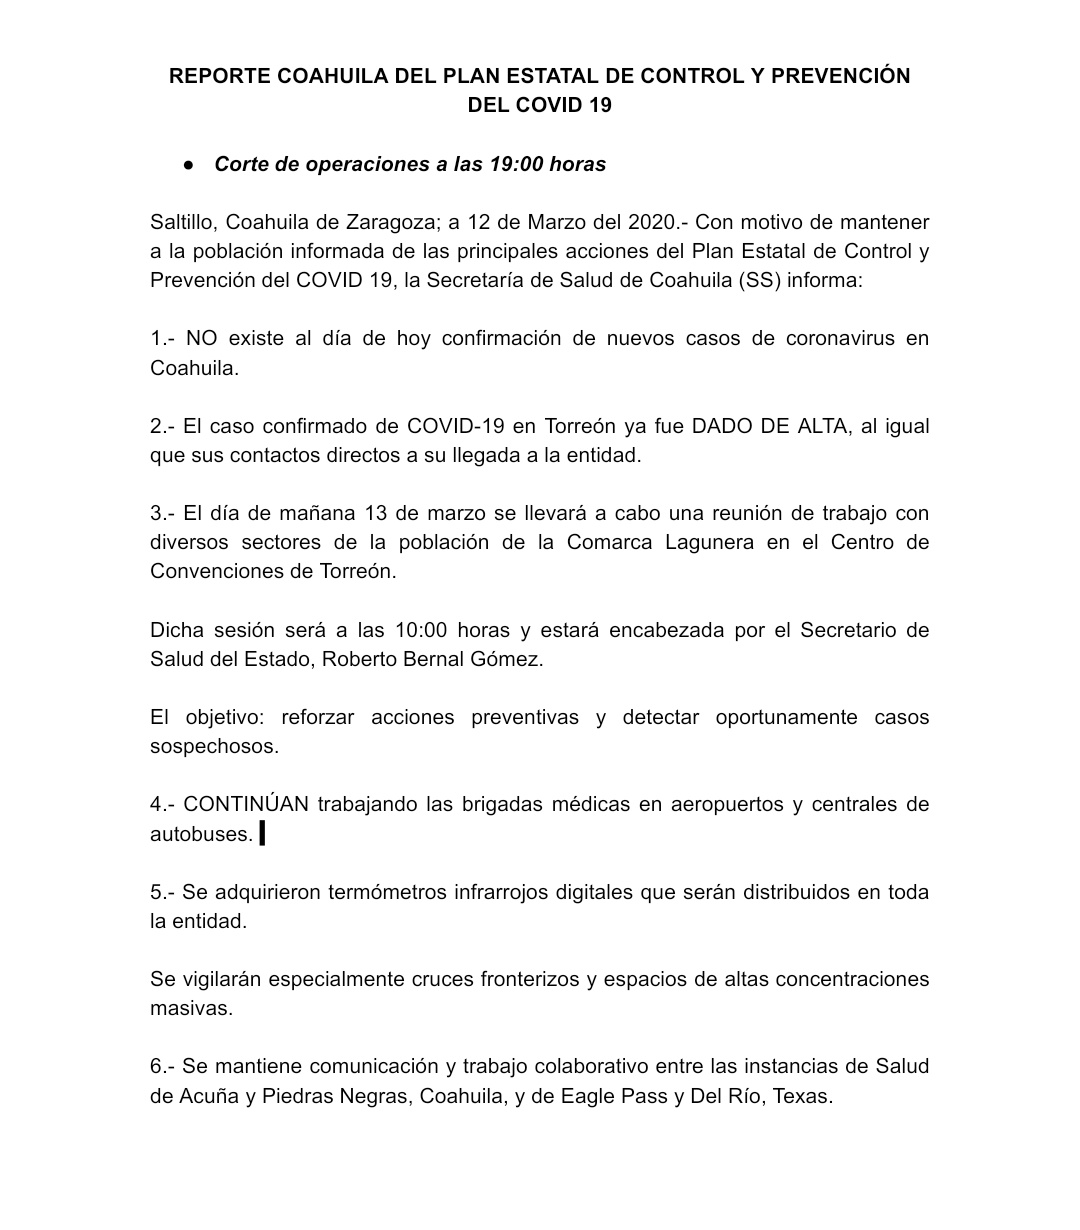 REPORTE COAHUILA DEL PLAN ESTATAL DE CONTROL Y PREVENCIÓN
DEL COVID 19
● Corte de operaciones a las 19:00 horas
Saltillo, Coahuila de Zaragoza; a 12 de Marzo del 2020.- Con motivo de mantener
a la población informada de las principales acciones del Plan Estatal de Control y
Prevención del COVID 19, la Secretaría de Salud de Coahuila (SS) informa:
1.- NO existe al día de hoy confirmación de nuevos casos de coronavirus en
Coahuila.
2.- El caso confirmado de COVID-19 en Torreón ya fue DADO DE ALTA, al igual
que sus contactos directos a su llegada a la entidad.
3.- El día de mañana 13 de marzo se llevará a cabo una reunión de trabajo con
diversos sectores de la población de la Comarca Lagunera en el Centro de
Convenciones de Torreón.
Dicha sesión será a las 10:00 horas y estará encabezada por el Secretario de
Salud del Estado, Roberto Bernal Gómez.
El objetivo: reforzar acciones preventivas y detectar oportunamente casos
sospechosos.
4.- CONTINÚAN trabajando las brigadas médicas en aeropuertos y centrales de
autobuses.
5.- Se adquirieron termómetros infrarrojos digitales que serán distribuidos en toda
la entidad.
Se vigilarán especialmente cruces fronterizos y espacios de altas concentraciones
masivas.
6.- Se mantiene comunicación y trabajo colaborativo entre las instancias de Salud
de Acuña y Piedras Negras, Coahuila, y de Eagle Pass y Del Río, Texas.